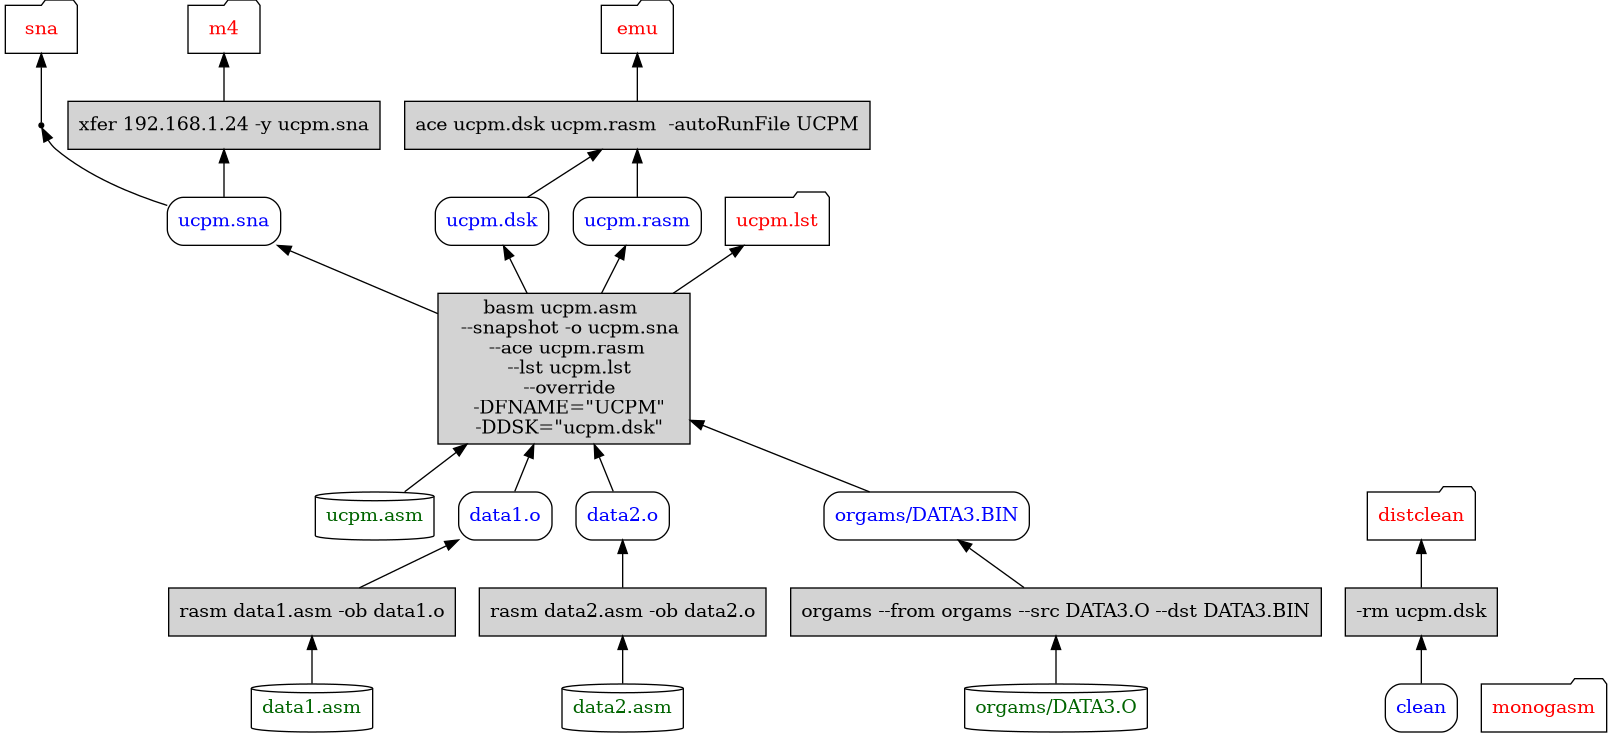 sna
m4
emu
xfer 192.168.1.24 -y ucpm.sna
ace ucpm.dsk ucpm.rasm  -autoRunFile UCPM
ucpm.sna
ucpm.dsk
ucpm.rasm
ucpm.lst
basm ucpm.asm
--snapshot -o ucpm.sna
--ace ucpm.rasm
--lst ucpm.lst
--override
-DFNAME="UCPM"
-DDSK="ucpm.dsk"
ucpm.asm
data1.o
data2.o
orgams/DATA3.BIN
distclean
rasm data1.asm -ob data1.o
rasm data2.asm -ob data2.o
orgams --from orgams --src DATA3.O --dst DATA3.BIN
-rm ucpm.dsk
data1.asm
data2.asm
orgams/DATA3.O
clean
monogasm